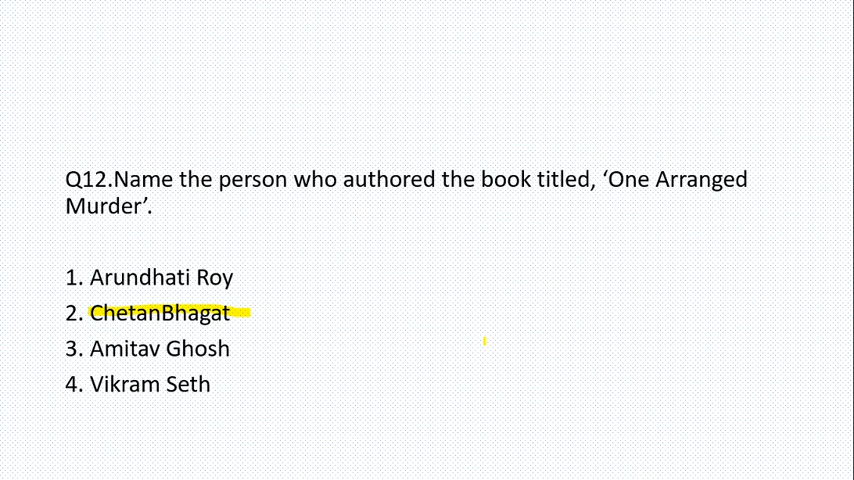 Q12.Name the person who authored the book titled, ‘One Arranged
Murder’.
1. Arundhati Roy
2. ChetanBhagat
3. Amitav Ghosh
4. Vikram Seth